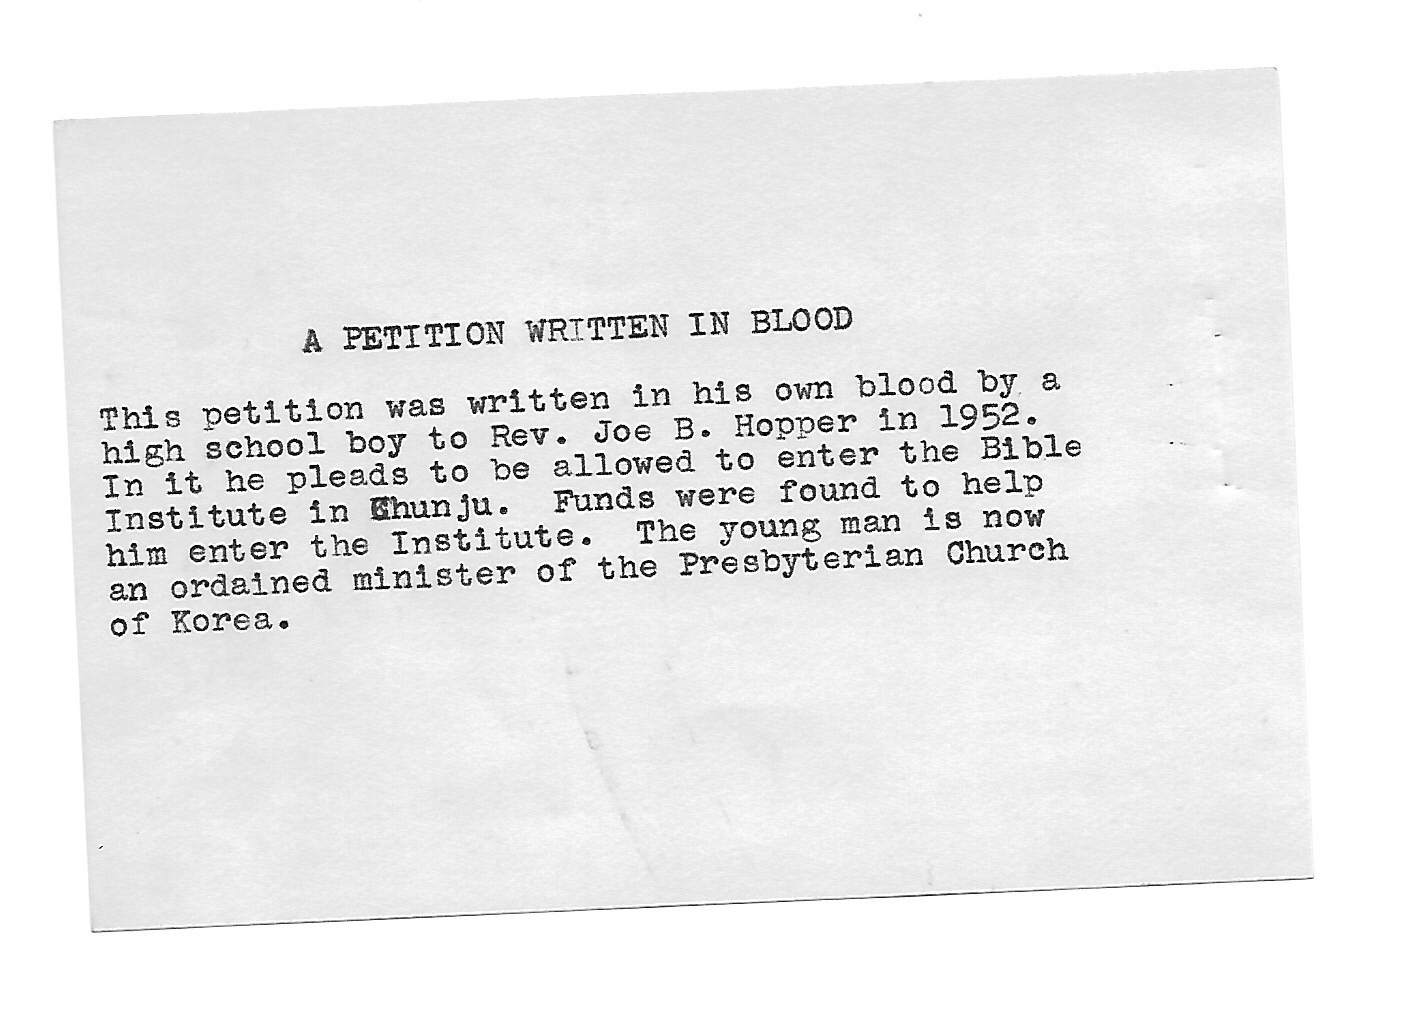 A PETITION WRITTEN IN BLOOD
This petition was written in his own blood by a
high school boy to Rev. Joe B. Hopper in 1952.
In it he pleads to be allowed to enter the Bible
Institute in Chunju. Funds were found to help
him enter the Institute. The young man is now
an ordained minister of the Presbyterian Church
of Korea.